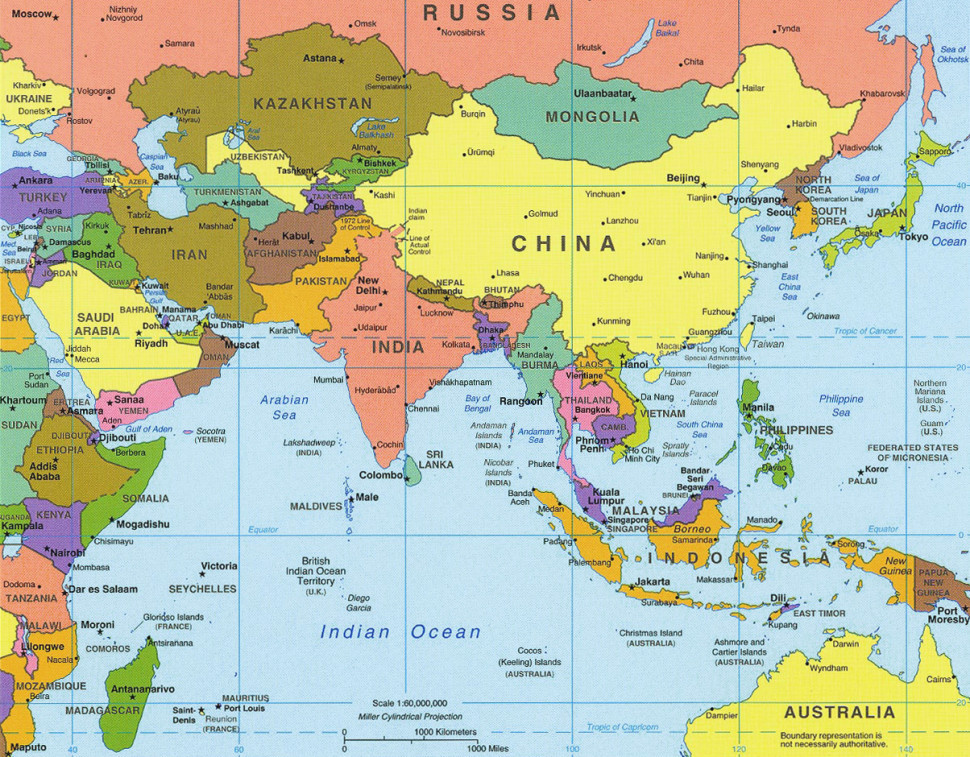 RUSSIA
Moscow
Nizhniy
Novgorod
Samara
Omsk
Novosibirsk
Irkutsk
Lake
Baikal
Chita
Tynda
Sea of
Okhotsk
Khabarovsk
Astana
Semey
(Semipalatinsk)
KAZAKHSTAN
Atyraū
(Atyrau)
Aral
Sea
Lake
Balkhash
Almaty
Burqin
Ulaanbaatar
MONGOLIA
Hailar
Harbin
Vladivostok
Sapporo
Kharkiv
UKRAINE
Donets'k
Volgograd
Rostov
Black Sea
GEORGIA
Tbilisi
ARMENIA
Yerevan
AZER.
Baku
Caspian
Sea
UZBEKISTAN
Tashkent
Bishkek
KYRGYZSTAN
TURKMENISTAN
Ashgabat
TAJIKISTAN
Dushanbe
Kashi
Ürümqi
Ankara
TURKEY
Adana
CYP.
Nicosia
SYRIA
LEB.
Beirut
Damascus
Med.
Sea
ISRAEL
Jerusalem
Amman
JORDAN
Kirkuk
Baghdad
IRAQ
Tabriz
Tehran
Mashhad
IRAN
Herāt
Kabul
AFGHANISTAN
1972 Line
of Control
Indian
claim
Line of
Actual
Control
Islamabad
PAKISTAN
Karāchi
KUWAIT
Kuwait
Persian
Gulf
Bandar
Abbās
EGYPT
SAUDI
ARABIA
Riyadh
BAHRAIN
Manama
QATAR
Doha
OMAN
Abu Dhabi
U.A.E.
Muscat
OMAN
Jiddah
Mecca
Red
Sea
Port
Sudan
Khartoum
SUDAN
ERITREA
Asmara
Sanaa
YEMEN
Aden
Gulf of Aden
Socotra
(YEMEN)
DJIBOUTI
Djibouti
Berbera
ETHIOPIA
Addis
Ababa
SOMALIA
UGANDA
Kampala
KENYA
Nairobi
Mogadishu
Chisimayu
Mombasa
Dodoma
Dar es Salaam
TANZANIA
MALAWI
Lilongwe
Nacala
MOZAMBIQUE
Beira
Maputo
Moroni
COMOROS
Glorioso Islands
(FRANCE)
Antsirañana
Antananarivo
MADAGASCAR
Victoria
SEYCHELLES
MAURITIUS
Port Louis
Saint-
Denis
Reunion
(FRANCE)
CHINA
Beijing
Tianjin
Shenyang
Yinchuan
Golmud
Lanzhou
Xi'an
Nanjing
Shanghai
Lhasa
Chengdu
Wuhan
Kunming
Fuzhou
Guangzhou
Macau
S.A.R.
Hong Kong
Special Administrative
Region
Taipei
Taiwan
Hainan
Dao
NORTH
KOREA
Pyongyang
Demarcation Line
Seoul
SOUTH
KOREA
Yellow
Sea
Sea of
Japan
JAPAN
Osaka
Tokyo
North
Pacific
Ocean
East
China
Sea
Okinawa
Tropic of Cancer
New
Delhi
Jaipur
Udaipur
NEPAL
Kathmandu
Lucknow
BHUTAN
Thimphu
INDIA
Dhaka
BANGLADESH
Kolkata
Mumbai
Hyderābād
Vishākhapatnam
Chennai
Cochin
Arabian
Sea
Lakshadweep
(INDIA)
Bay of
Bengal
Colombo
SRI
LANKA
Male
MALDIVES
Andaman
Islands
(INDIA)
Andaman
Sea
Nicobar
Islands
(INDIA)
Mandalay
BURMA
Rangoon
LAOS
Vientiane
Hanoi
THAILAND
Bangkok
CAMB.
Phnom
Penh
Da Nang
VIETNAM
Ho Chi
Minh City
Phuket
Paracel
Islands
South China
Sea
Spratly
Islands
Manila
PHILIPPINES
Cebu
Davao
Philippine
Sea
Northern
Mariana
Islands
(U.S.)
Guam
(U.S.)
FEDERATED STATES
OF MICRONESIA
Koror
PALAU
Bandar
Seri
Begawan
BRUNEI
Banda
Aceh
Medan
Kuala
Lumpur
MALAYSIA
Singapore
SINGAPORE
Borneo
Samarinda
Manado
Padang
Palembang
INDONESIA
Makassar
Jakarta
Surabaya
Sorong
New
Guinea
PAPUA
NEW
GUINEA
Port
Moresby
Dili
EAST TIMOR
Kupang
Equator
Equator
British
Indian Ocean
Territory
(U.K.)
Diego
Garcia
Indian Ocean
Christmas Island
(AUSTRALIA)
Cocos
(Keeling) Islands
(AUSTRALIA)
Ashmore and
Cartier Islands
(AUSTRALIA)
Darwin
Wyndham
Cairns
Dampier
AUSTRALIA
Boundary representation is
not necessarily authoritative.
Tropic of Capricorn
Scale 1:60,000,000
Miller Cylindrical Projection
0 1000 Kilometers
0 1000 Miles
40
20
0
20
40
60
100
120
140